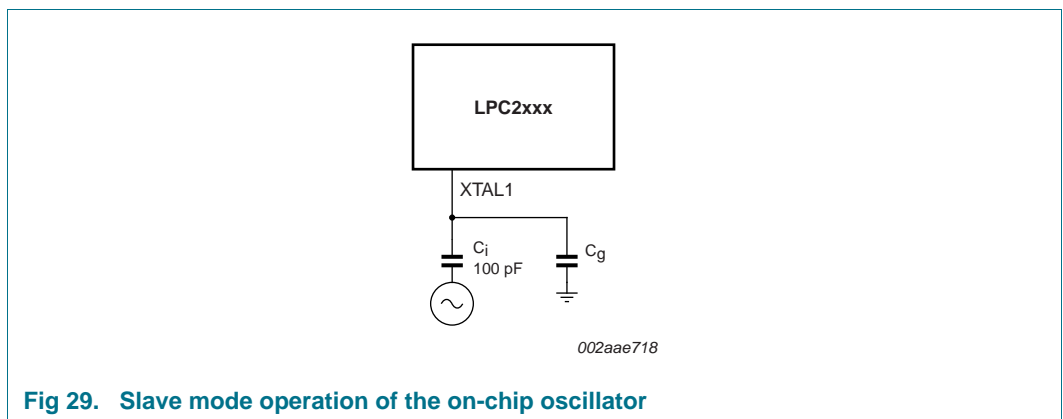 LPC2xxx
XTAL1
Ci
100 pF
Cg
002aae718
Fig 29. Slave mode operation of the on-chip oscillator